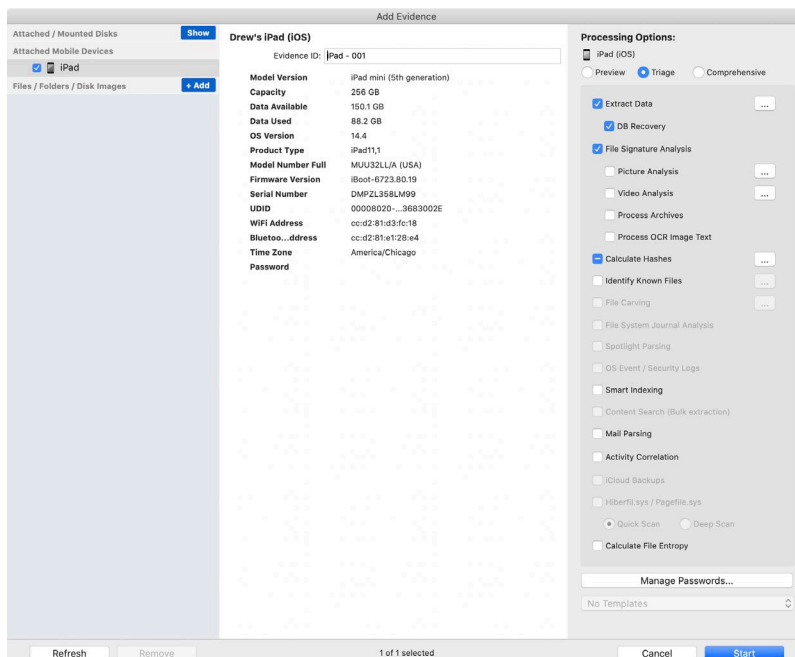 Add Evidence
Attached / Mounted Disks
Show
Attached Mobile Devices
iPad
Files / Folders / Disk Images
+ Add
Drew's iPad (iOS)
Evidence ID: iPad - 001
Model Version iPad mini (5th generation)
Capacity 256 GB
Data Available 150.1 GB
Data Used 88.2 GB
OS Version 14.4
Product Type iPad11,1
Model Number Full MUU32LL/A (USA)
Firmware Version iBoot-6723.80.19
Serial Number DMPZL358LM99
UDID 00008020-...3683002E
WiFi Address cc:d2:81:d3:fc:18
Bluetoo...ddress cc:d2:81:e1:28:e4
Time Zone America/Chicago
Password
Processing Options:
iPad (iOS)
Preview Triage Comprehensive
Extract Data ...
DB Recovery
File Signature Analysis
Picture Analysis ...
Video Analysis ...
Process Archives
Process OCR Image Text
Calculate Hashes ...
Identify Known Files ...
File Carving ...
File System Journal Analysis
Spotlight Parsing
OS Event / Security Logs
Smart Indexing
Content Search (Bulk extraction)
Mail Parsing
Activity Correlation
iCloud Backups
Hiberfil.sys / Pagefile.sys
Quick Scan Deep Scan
Calculate File Entropy
Manage Passwords...
No Templates
Refresh Remove 1 of 1 selected Cancel Start